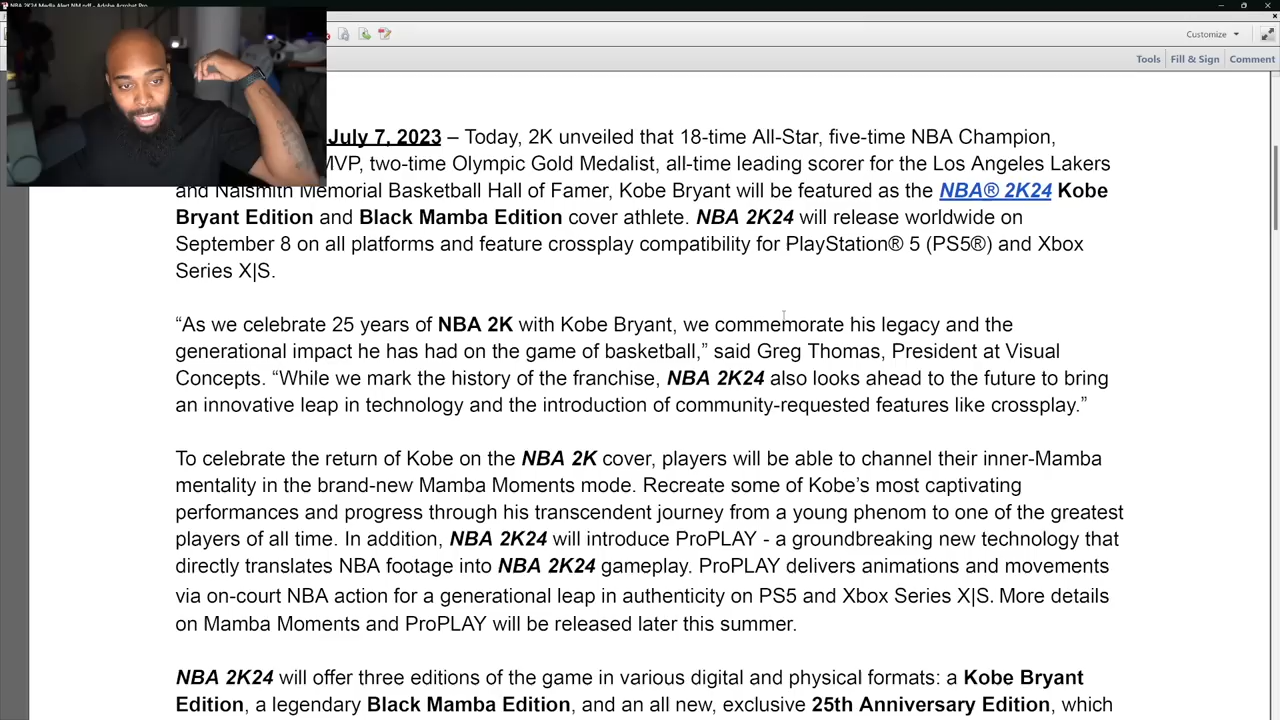 NBA 2K24 Media Alert NM.pdf - Adobe Acrobat Pro
Customize
Tools Fill & Sign Comment
July 7, 2023 – Today, 2K unveiled that 18-time All-Star, five-time NBA Champion,
MVP, two-time Olympic Gold Medalist, all-time leading scorer for the Los Angeles Lakers
and Naismith Memorial Basketball Hall of Famer, Kobe Bryant will be featured as the NBA® 2K24 Kobe
Bryant Edition and Black Mamba Edition cover athlete. NBA 2K24 will release worldwide on
September 8 on all platforms and feature crossplay compatibility for PlayStation® 5 (PS5®) and Xbox
Series X|S.
“As we celebrate 25 years of NBA 2K with Kobe Bryant, we commemorate his legacy and the
generational impact he has had on the game of basketball,” said Greg Thomas, President at Visual
Concepts. “While we mark the history of the franchise, NBA 2K24 also looks ahead to the future to bring
an innovative leap in technology and the introduction of community-requested features like crossplay.”
To celebrate the return of Kobe on the NBA 2K cover, players will be able to channel their inner-Mamba
mentality in the brand-new Mamba Moments mode. Recreate some of Kobe’s most captivating
performances and progress through his transcendent journey from a young phenom to one of the greatest
players of all time. In addition, NBA 2K24 will introduce ProPLAY - a groundbreaking new technology that
directly translates NBA footage into NBA 2K24 gameplay. ProPLAY delivers animations and movements
via on-court NBA action for a generational leap in authenticity on PS5 and Xbox Series X|S. More details
on Mamba Moments and ProPLAY will be released later this summer.
NBA 2K24 will offer three editions of the game in various digital and physical formats: a Kobe Bryant
Edition, a legendary Black Mamba Edition, and an all new, exclusive 25th Anniversary Edition, which